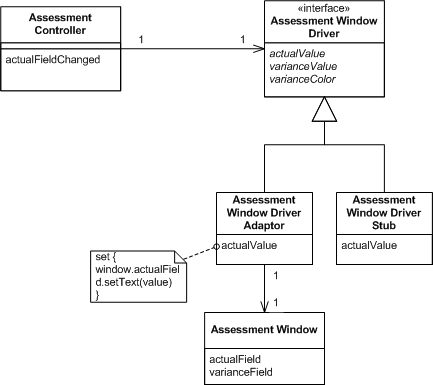 Assessment
Controller
actualFieldChanged
1
1
«interface»
Assessment Window
Driver
actualValue
varianceValue
varianceColor
Assessment
Window Driver
Adaptor
actualValue
Assessment
Window Driver
Stub
actualValue
set {
window.actualFiel
d.setText(value)
}
1
1
Assessment Window
actualField
varianceField